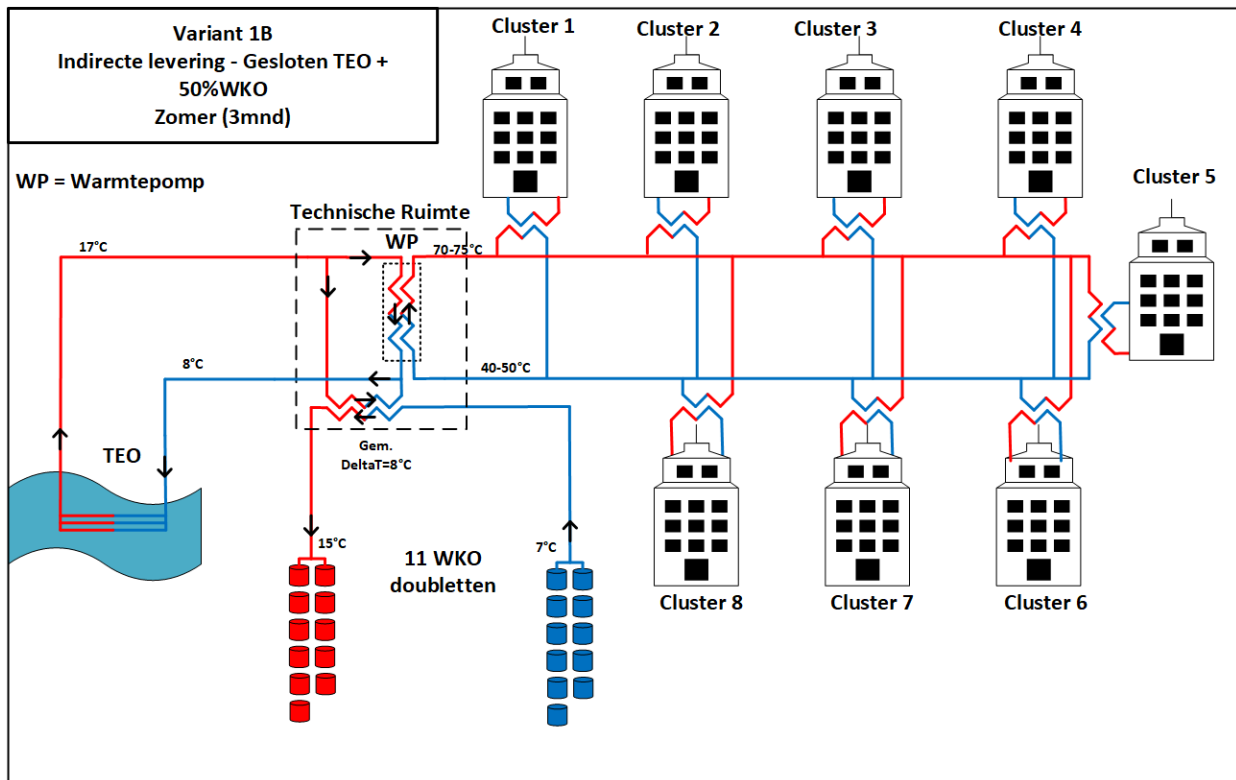 Variant 1B
Indirecte levering - Gesloten TEO +
50%WKO
Zomer (3mnd)
WP = Warmtepomp
Cluster 1
Cluster 2
Cluster 3
Cluster 4
Cluster 5
Technische Ruimte
WP
17°C
70-75°C
8°C
40-50°C
Gem.
DeltaT=8°C
TEO
15°C
11 WKO
doubletten
7°C
Cluster 8
Cluster 7
Cluster 6